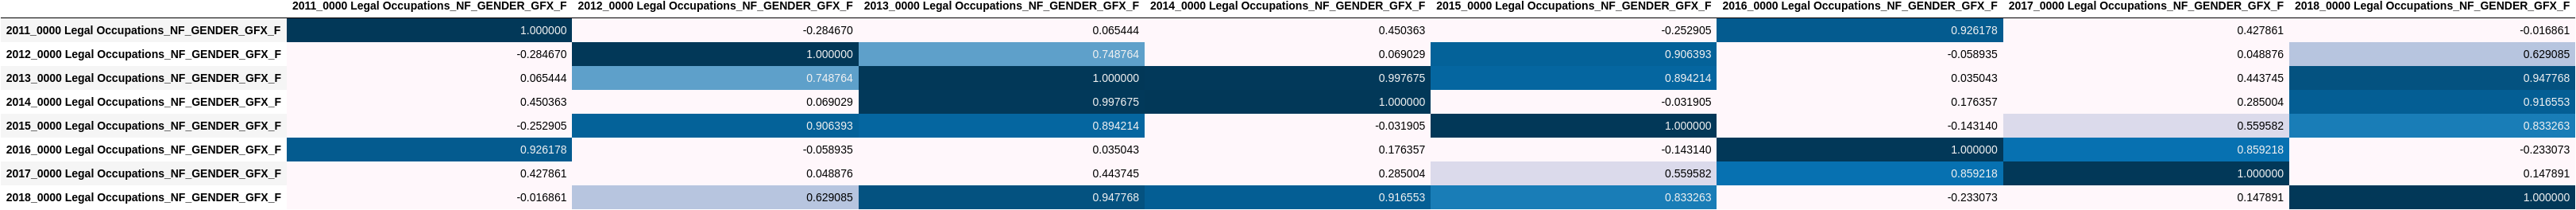 2011_0000 Legal Occupations_NF_GENDER_GFX_F 2012_0000 Legal Occupations_NF_GENDER_GFX_F 2013_0000 Legal Occupations_NF_GENDER_GFX_F 2014_0000 Legal Occupations_NF_GENDER_GFX_F 2015_0000 Legal Occupations_NF_GENDER_GFX_F 2016_0000 Legal Occupations_NF_GENDER_GFX_F 2017_0000 Legal Occupations_NF_GENDER_GFX_F 2018_0000 Legal Occupations_NF_GENDER_GFX_F
2011_0000 Legal Occupations_NF_GENDER_GFX_F 1.000000 -0.284670 0.065444 0.450363 -0.252905 0.926178 0.427861 -0.016861
2012_0000 Legal Occupations_NF_GENDER_GFX_F -0.284670 1.000000 0.748764 0.069029 0.906393 -0.058935 0.048876 0.629085
2013_0000 Legal Occupations_NF_GENDER_GFX_F 0.065444 0.748764 1.000000 0.997675 0.894214 0.035043 0.443745 0.947768
2014_0000 Legal Occupations_NF_GENDER_GFX_F 0.450363 0.069029 0.997675 1.000000 -0.031905 0.176357 0.285004 0.916553
2015_0000 Legal Occupations_NF_GENDER_GFX_F -0.252905 0.906393 0.894214 -0.031905 1.000000 -0.143140 0.559582 0.833263
2016_0000 Legal Occupations_NF_GENDER_GFX_F 0.926178 -0.058935 0.035043 0.176357 -0.143140 1.000000 0.859218 -0.233073
2017_0000 Legal Occupations_NF_GENDER_GFX_F 0.427861 0.048876 0.443745 0.285004 0.559582 0.859218 1.000000 0.147891
2018_0000 Legal Occupations_NF_GENDER_GFX_F -0.016861 0.629085 0.947768 0.916553 0.833263 -0.233073 0.147891 1.000000